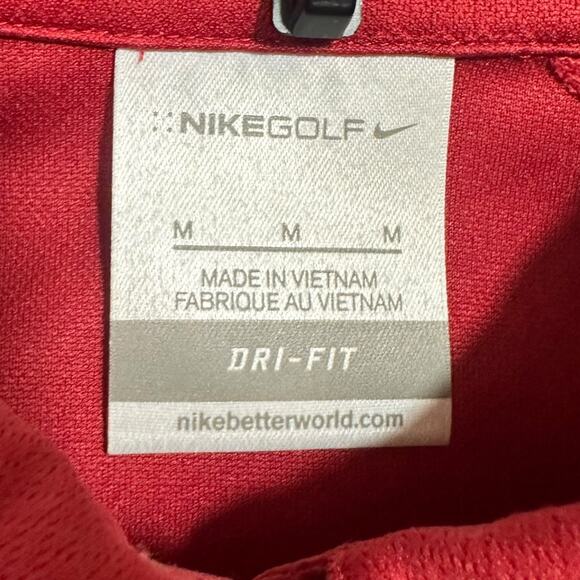 NIKEGOLF
M M M
MADE IN VIETNAM
FABRIQUE AU VIETNAM
DRI-FIT
nikebetterworld.com